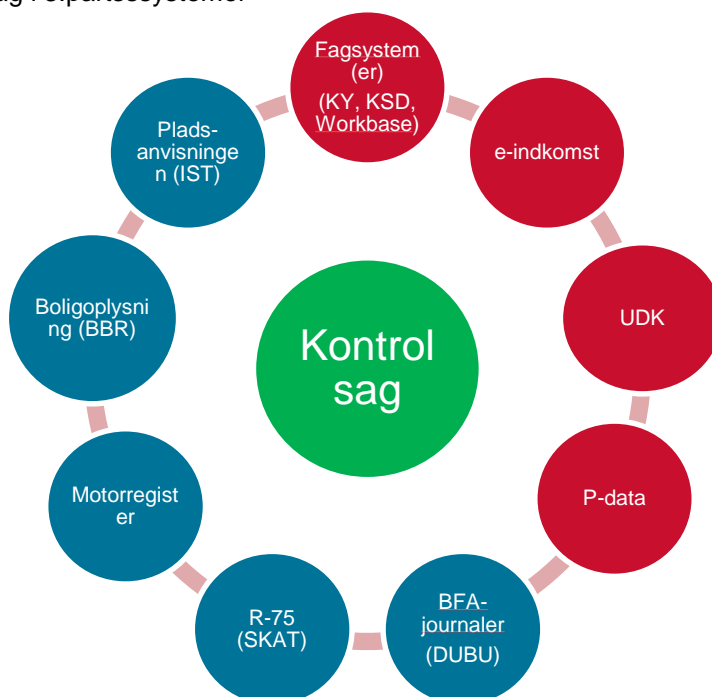 Fagsystem
(er)
(KY, KSD,
Workbase)
e-indkomst
UDK
P-data
BFA-
journaler
(DUBU)
R-75
(SKAT)
Motorregist
er
Boligoplysni
ng (BBR)
Plads-
anvisninge
n (IST)
Kontrol
sag